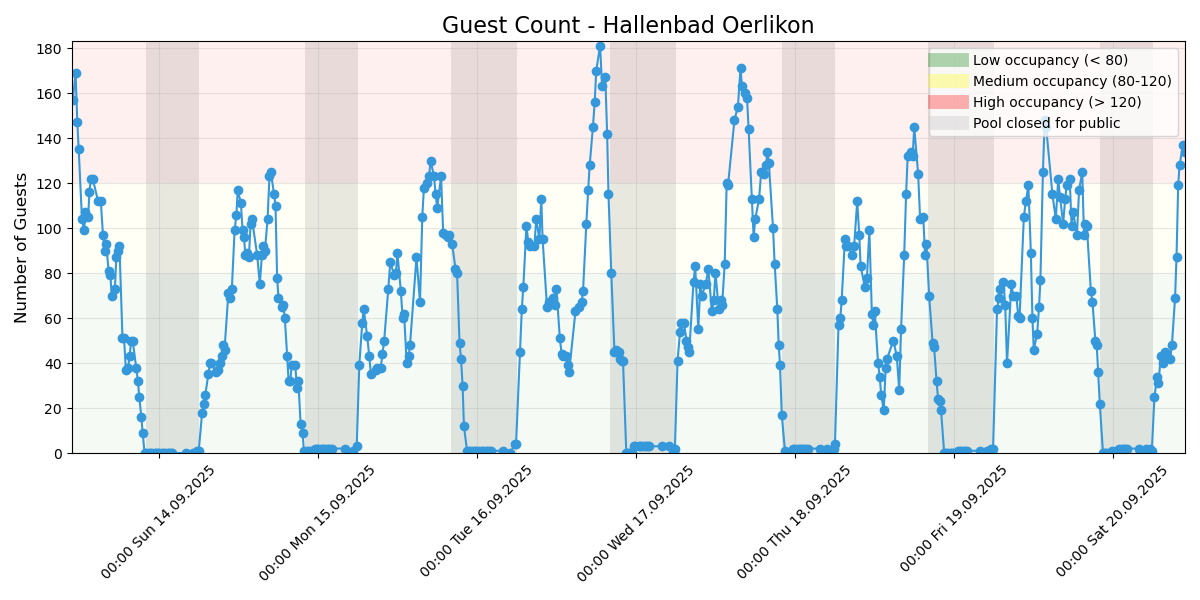 Guest Count - Hallenbad Oerlikon
Number of Guests
180
160
140
120
100
80
60
40
20
0
Low occupancy (< 80)
Medium occupancy (80-120)
High occupancy (> 120)
Pool closed for public
00:00 Sun 14.09.2025
00:00 Mon 15.09.2025
00:00 Tue 16.09.2025
00:00 Wed 17.09.2025
00:00 Thu 18.09.2025
00:00 Fri 19.09.2025
00:00 Sat 20.09.2025